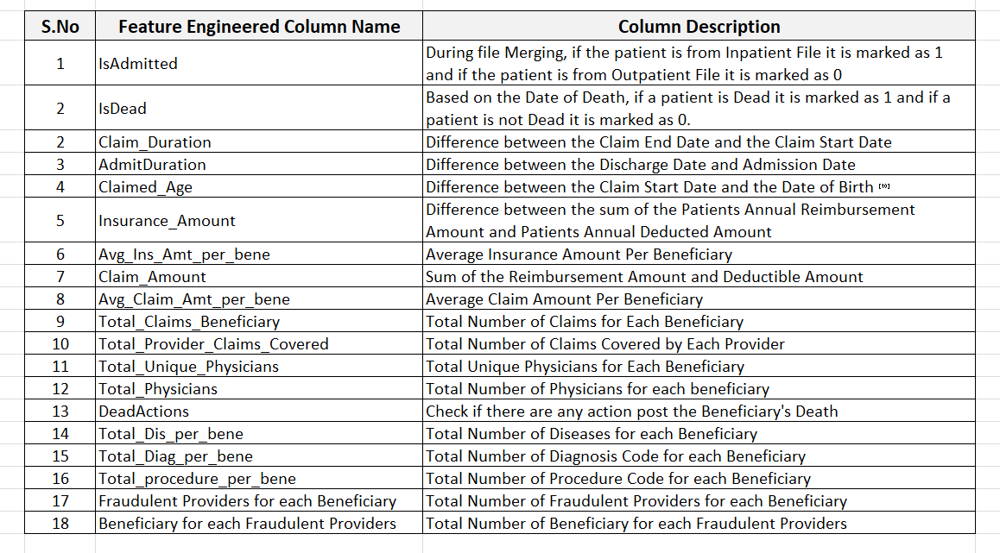 S.No Feature Engineered Column Name Column Description
1 IsAdmitted During file Merging, if the patient is from Inpatient File it is marked as 1
and if the patient is from Outpatient File it is marked as 0
2 IsDead Based on the Date of Death, if a patient is Dead it is marked as 1 and if a
patient is not Dead it is marked as 0.
2 Claim_Duration Difference between the Claim End Date and the Claim Start Date
3 AdmitDuration Difference between the Discharge Date and Admission Date
4 Claimed_Age Difference between the Claim Start Date and the Date of Birth [10]
5 Insurance_Amount Difference between the sum of the Patients Annual Reimbursement
Amount and Patients Annual Deducted Amount
6 Avg_Ins_Amt_per_bene Average Insurance Amount Per Beneficiary
7 Claim_Amount Sum of the Reimbursement Amount and Deductible Amount
8 Avg_Claim_Amt_per_bene Average Claim Amount Per Beneficiary
9 Total_Claims_Beneficiary Total Number of Claims for Each Beneficiary
10 Total_Provider_Claims_Covered Total Number of Claims Covered by Each Provider
11 Total_Unique_Physicians Total Unique Physicians for Each Beneficiary
12 Total_Physicians Total Number of Physicians for each beneficiary
13 DeadActions Check if there are any action post the Beneficiary's Death
14 Total_Dis_per_bene Total Number of Diseases for each Beneficiary
15 Total_Diag_per_bene Total Number of Diagnosis Code for each Beneficiary
16 Total_procedure_per_bene Total Number of Procedure Code for each Beneficiary
17 Fraudulent Providers for each Beneficiary Total Number of Fraudulent Providers for each Beneficiary
18 Beneficiary for each Fraudulent Providers Total Number of Beneficiary for each Fraudulent Providers